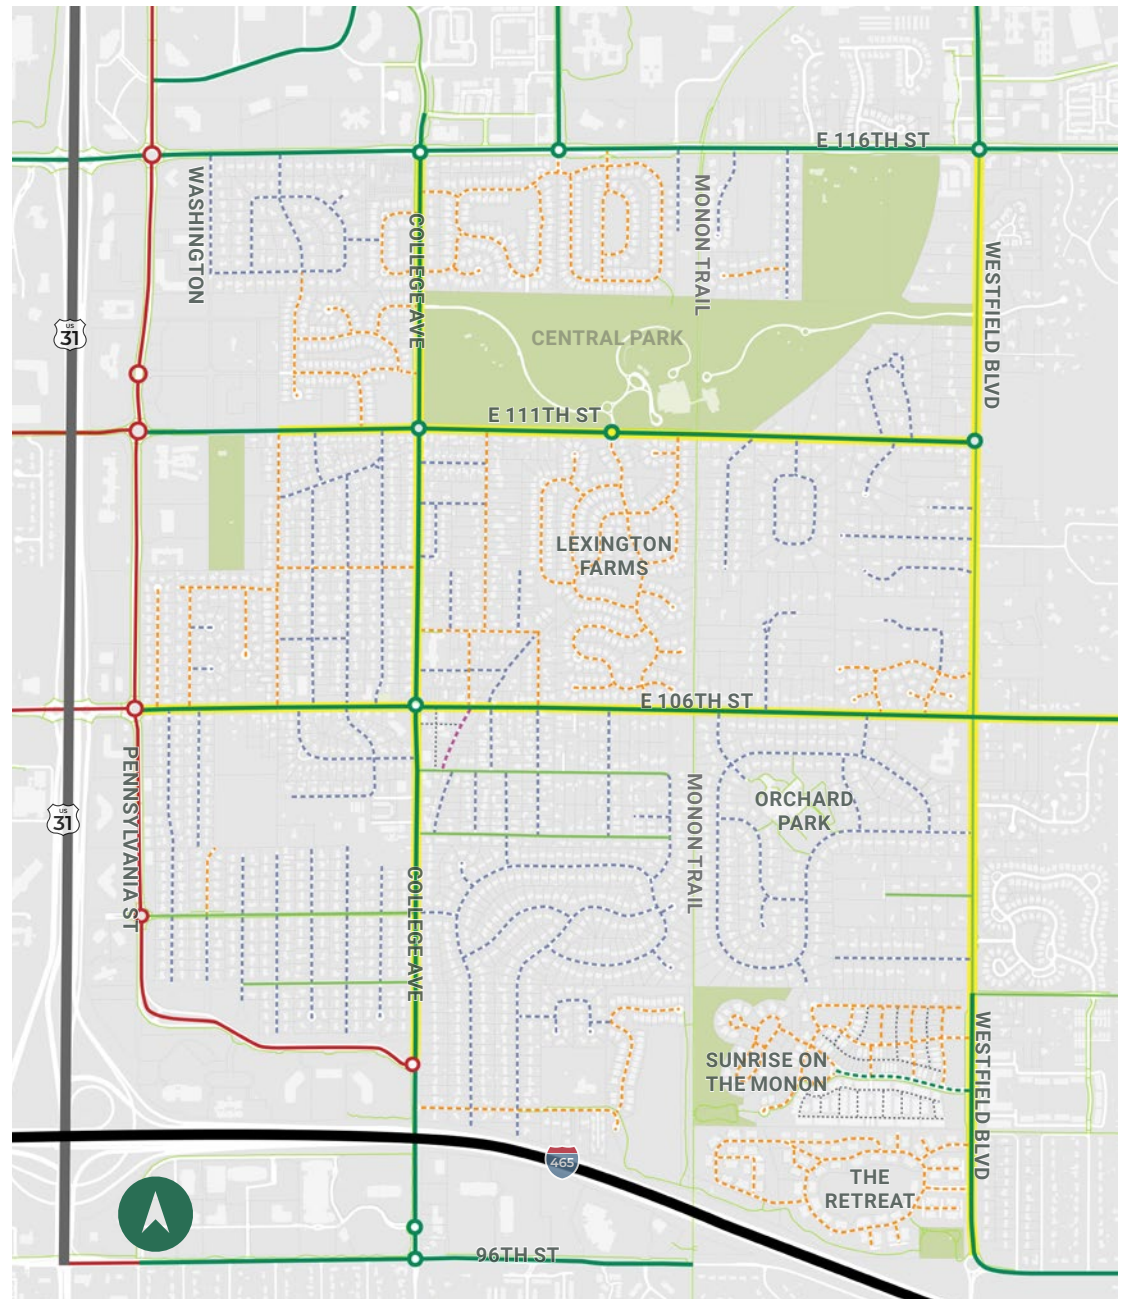 E 116TH ST
WASHINGTON
MONON TRAIL
COLLEGE AVE
WESTFIELD BLVD
US
31
CENTRAL PARK
E 111TH ST
LEXINGTON
FARMS
E 106TH ST
PENNSYLVANIA ST
MONON TRAIL
ORCHARD
PARK
US
31
COLLEGE AVE
WESTFIELD BLVD
SUNRISE ON
THE MONON
465
THE
RETREAT
96TH ST